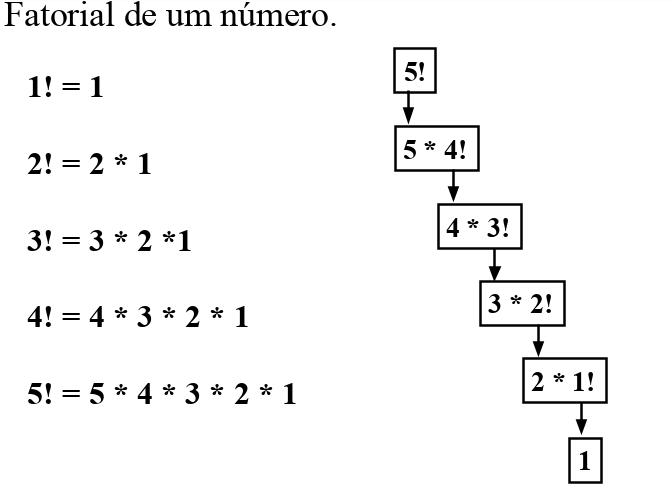 Fatorial de um número.
1! = 1
2! = 2 * 1
3! = 3 * 2 *1
4! = 4 * 3 * 2 * 1
5! = 5 * 4 * 3 * 2 * 1
5!
5 * 4!
4 * 3!
3 * 2!
2 * 1!
1